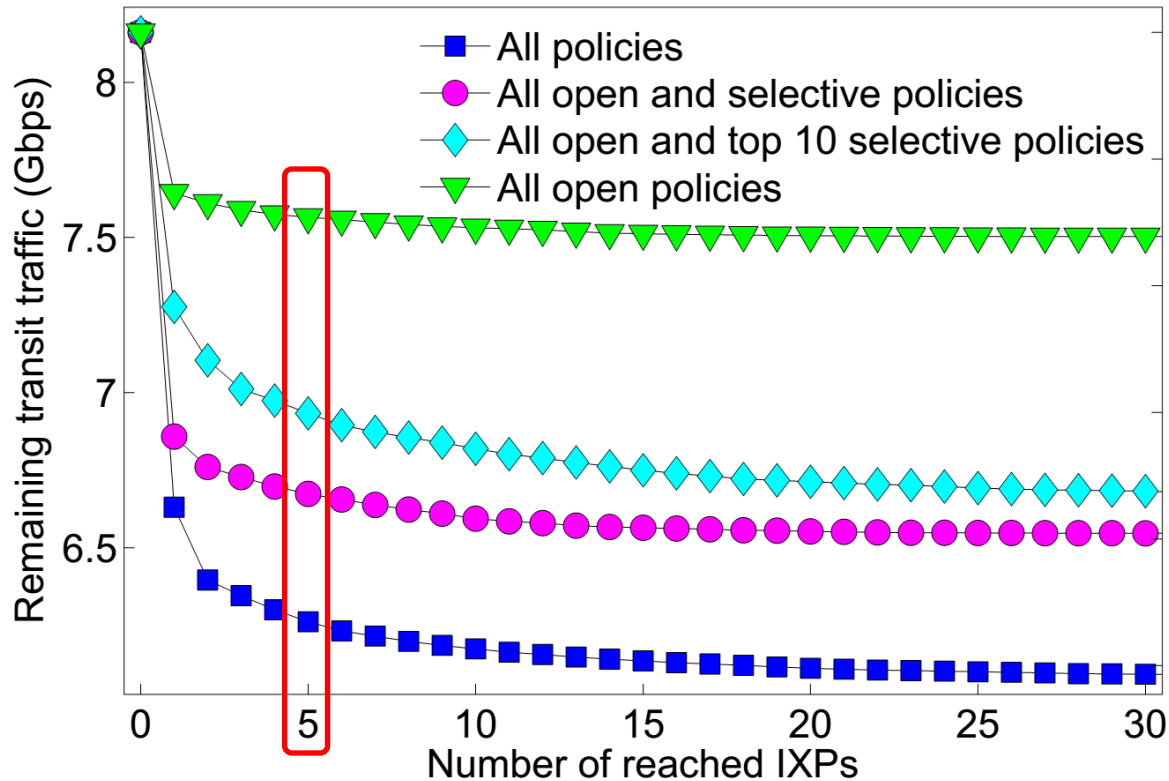 All policies
All open and selective policies
All open and top 10 selective policies
All open policies
Remaining transit traffic (Gbps)
8
7.5
7
6.5
0 5 10 15 20 25 30
Number of reached IXPs